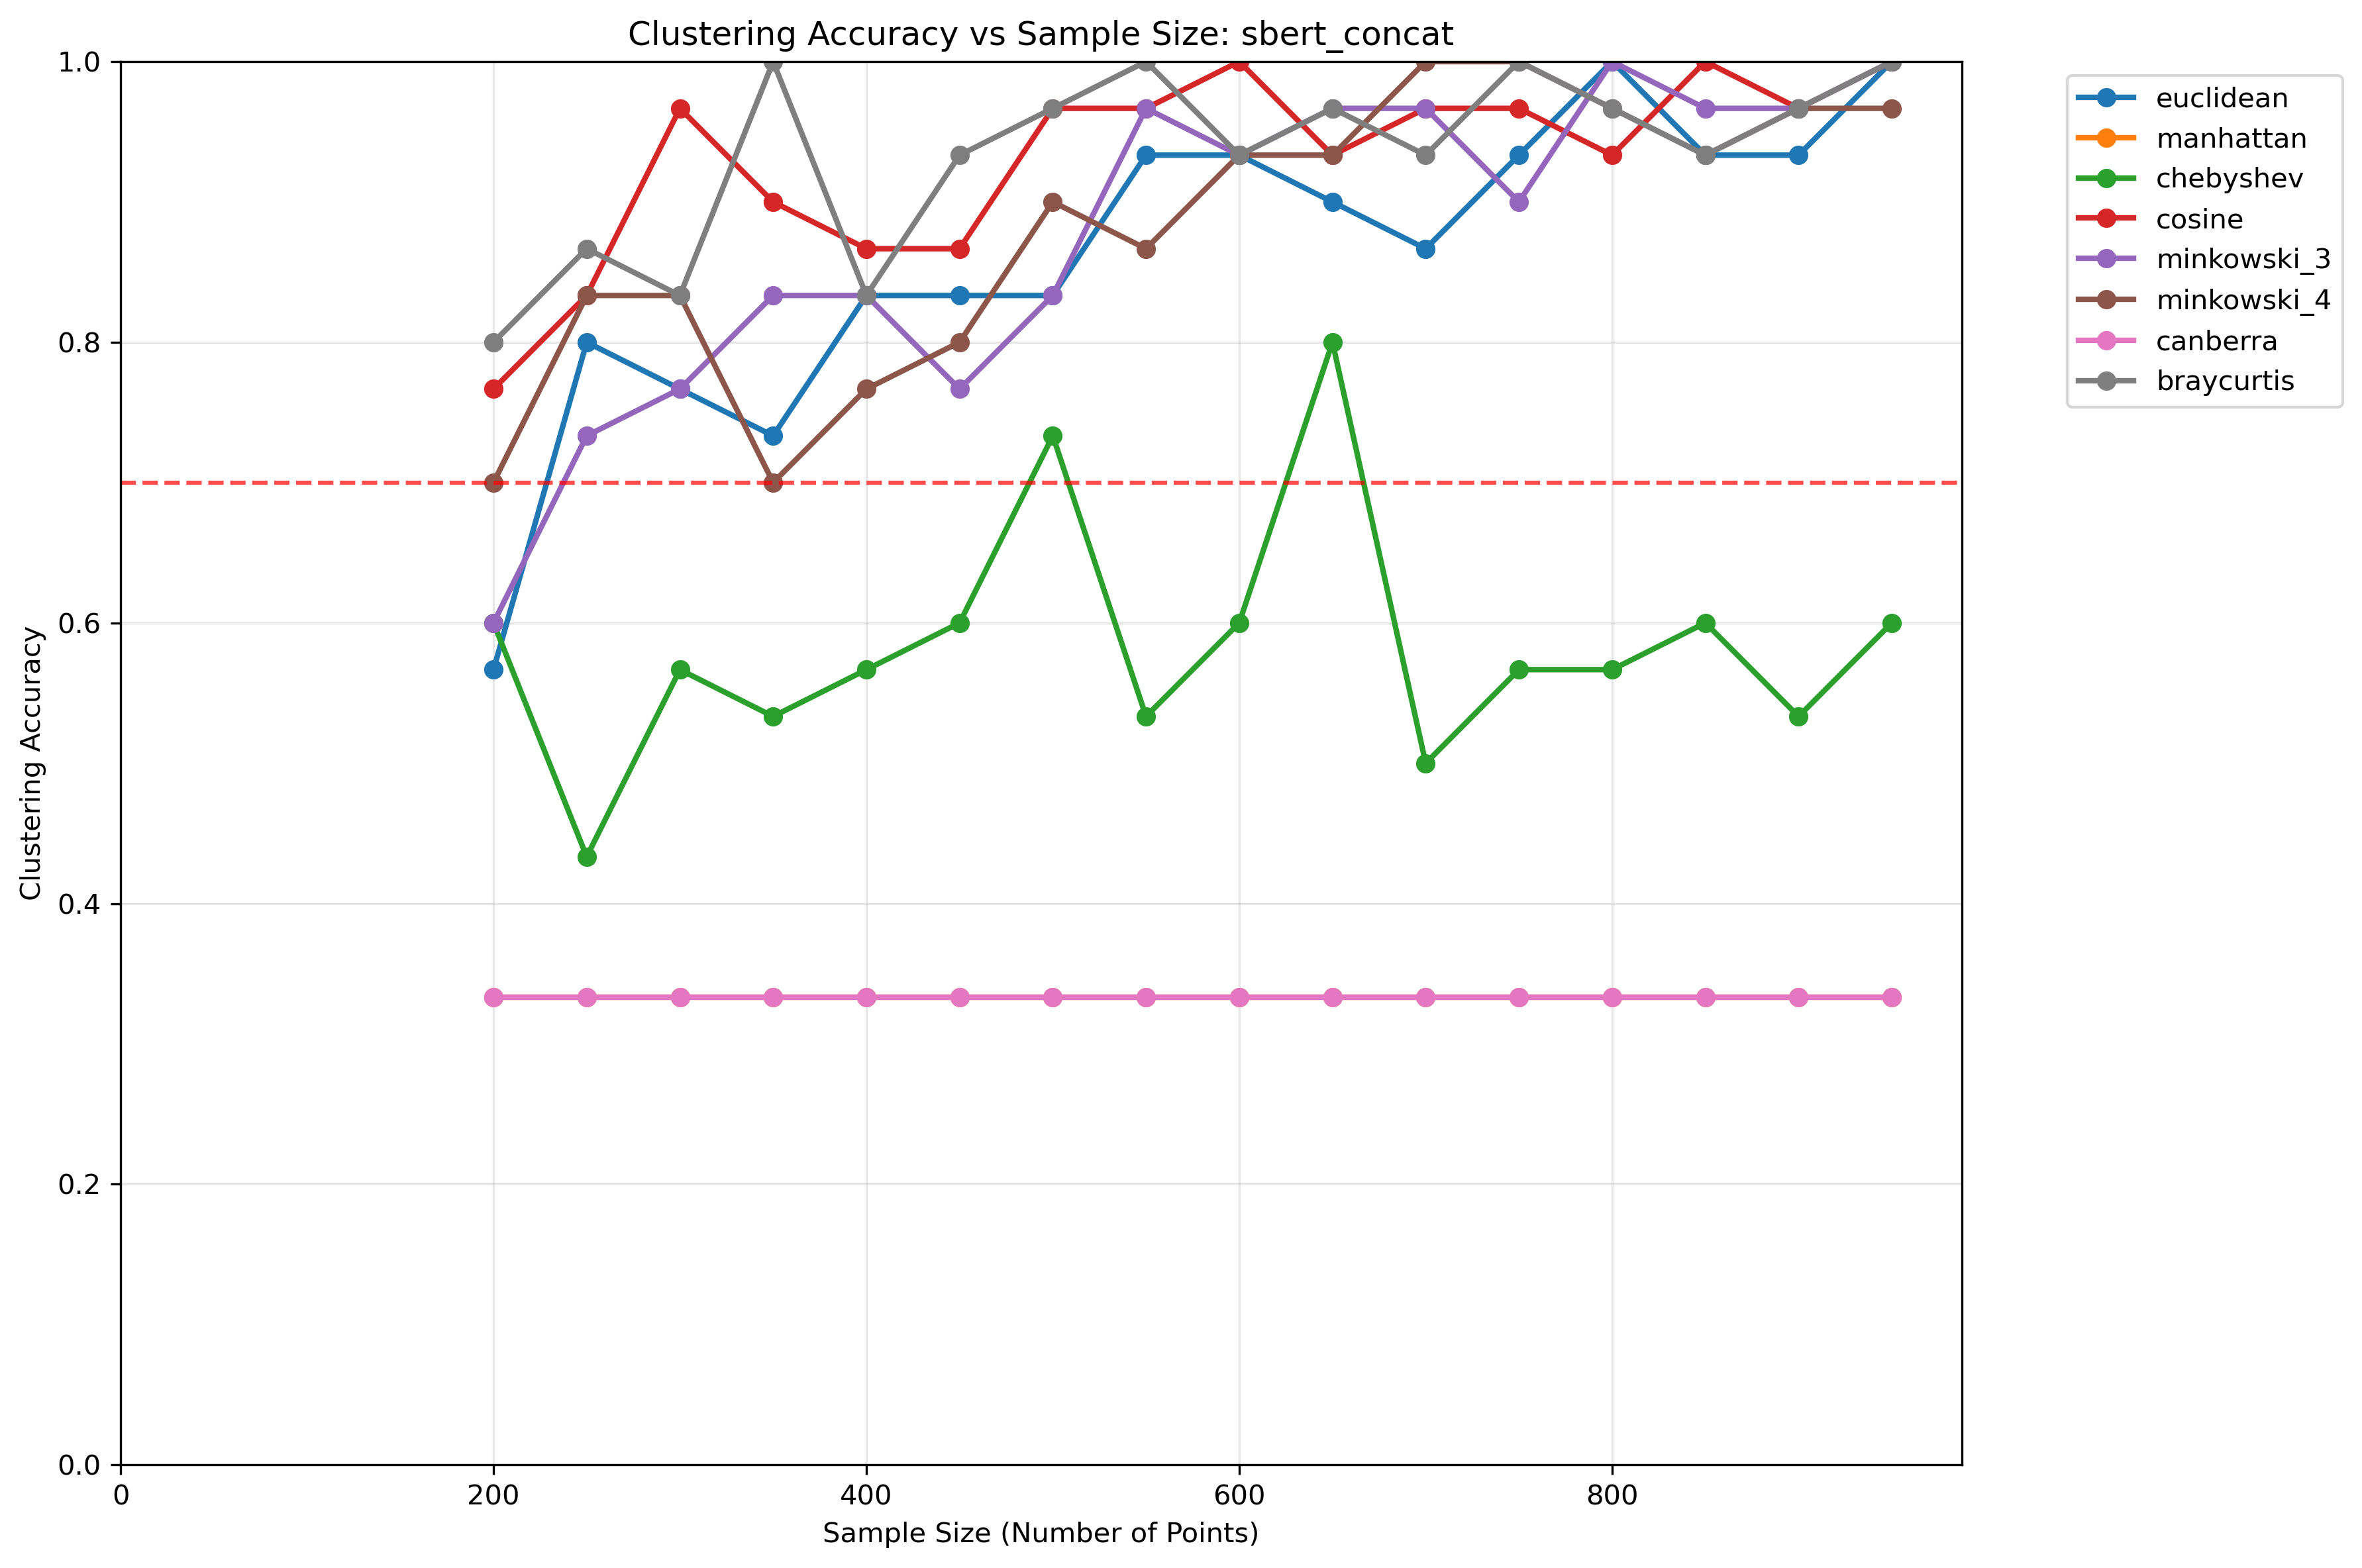 Clustering Accuracy vs Sample Size: sbert_concat
1.0
0.8
0.6
0.4
0.2
0.0
Clustering Accuracy
0
200
400
600
800
Sample Size (Number of Points)
euclidean
manhattan
chebyshev
cosine
minkowski_3
minkowski_4
canberra
braycurtis